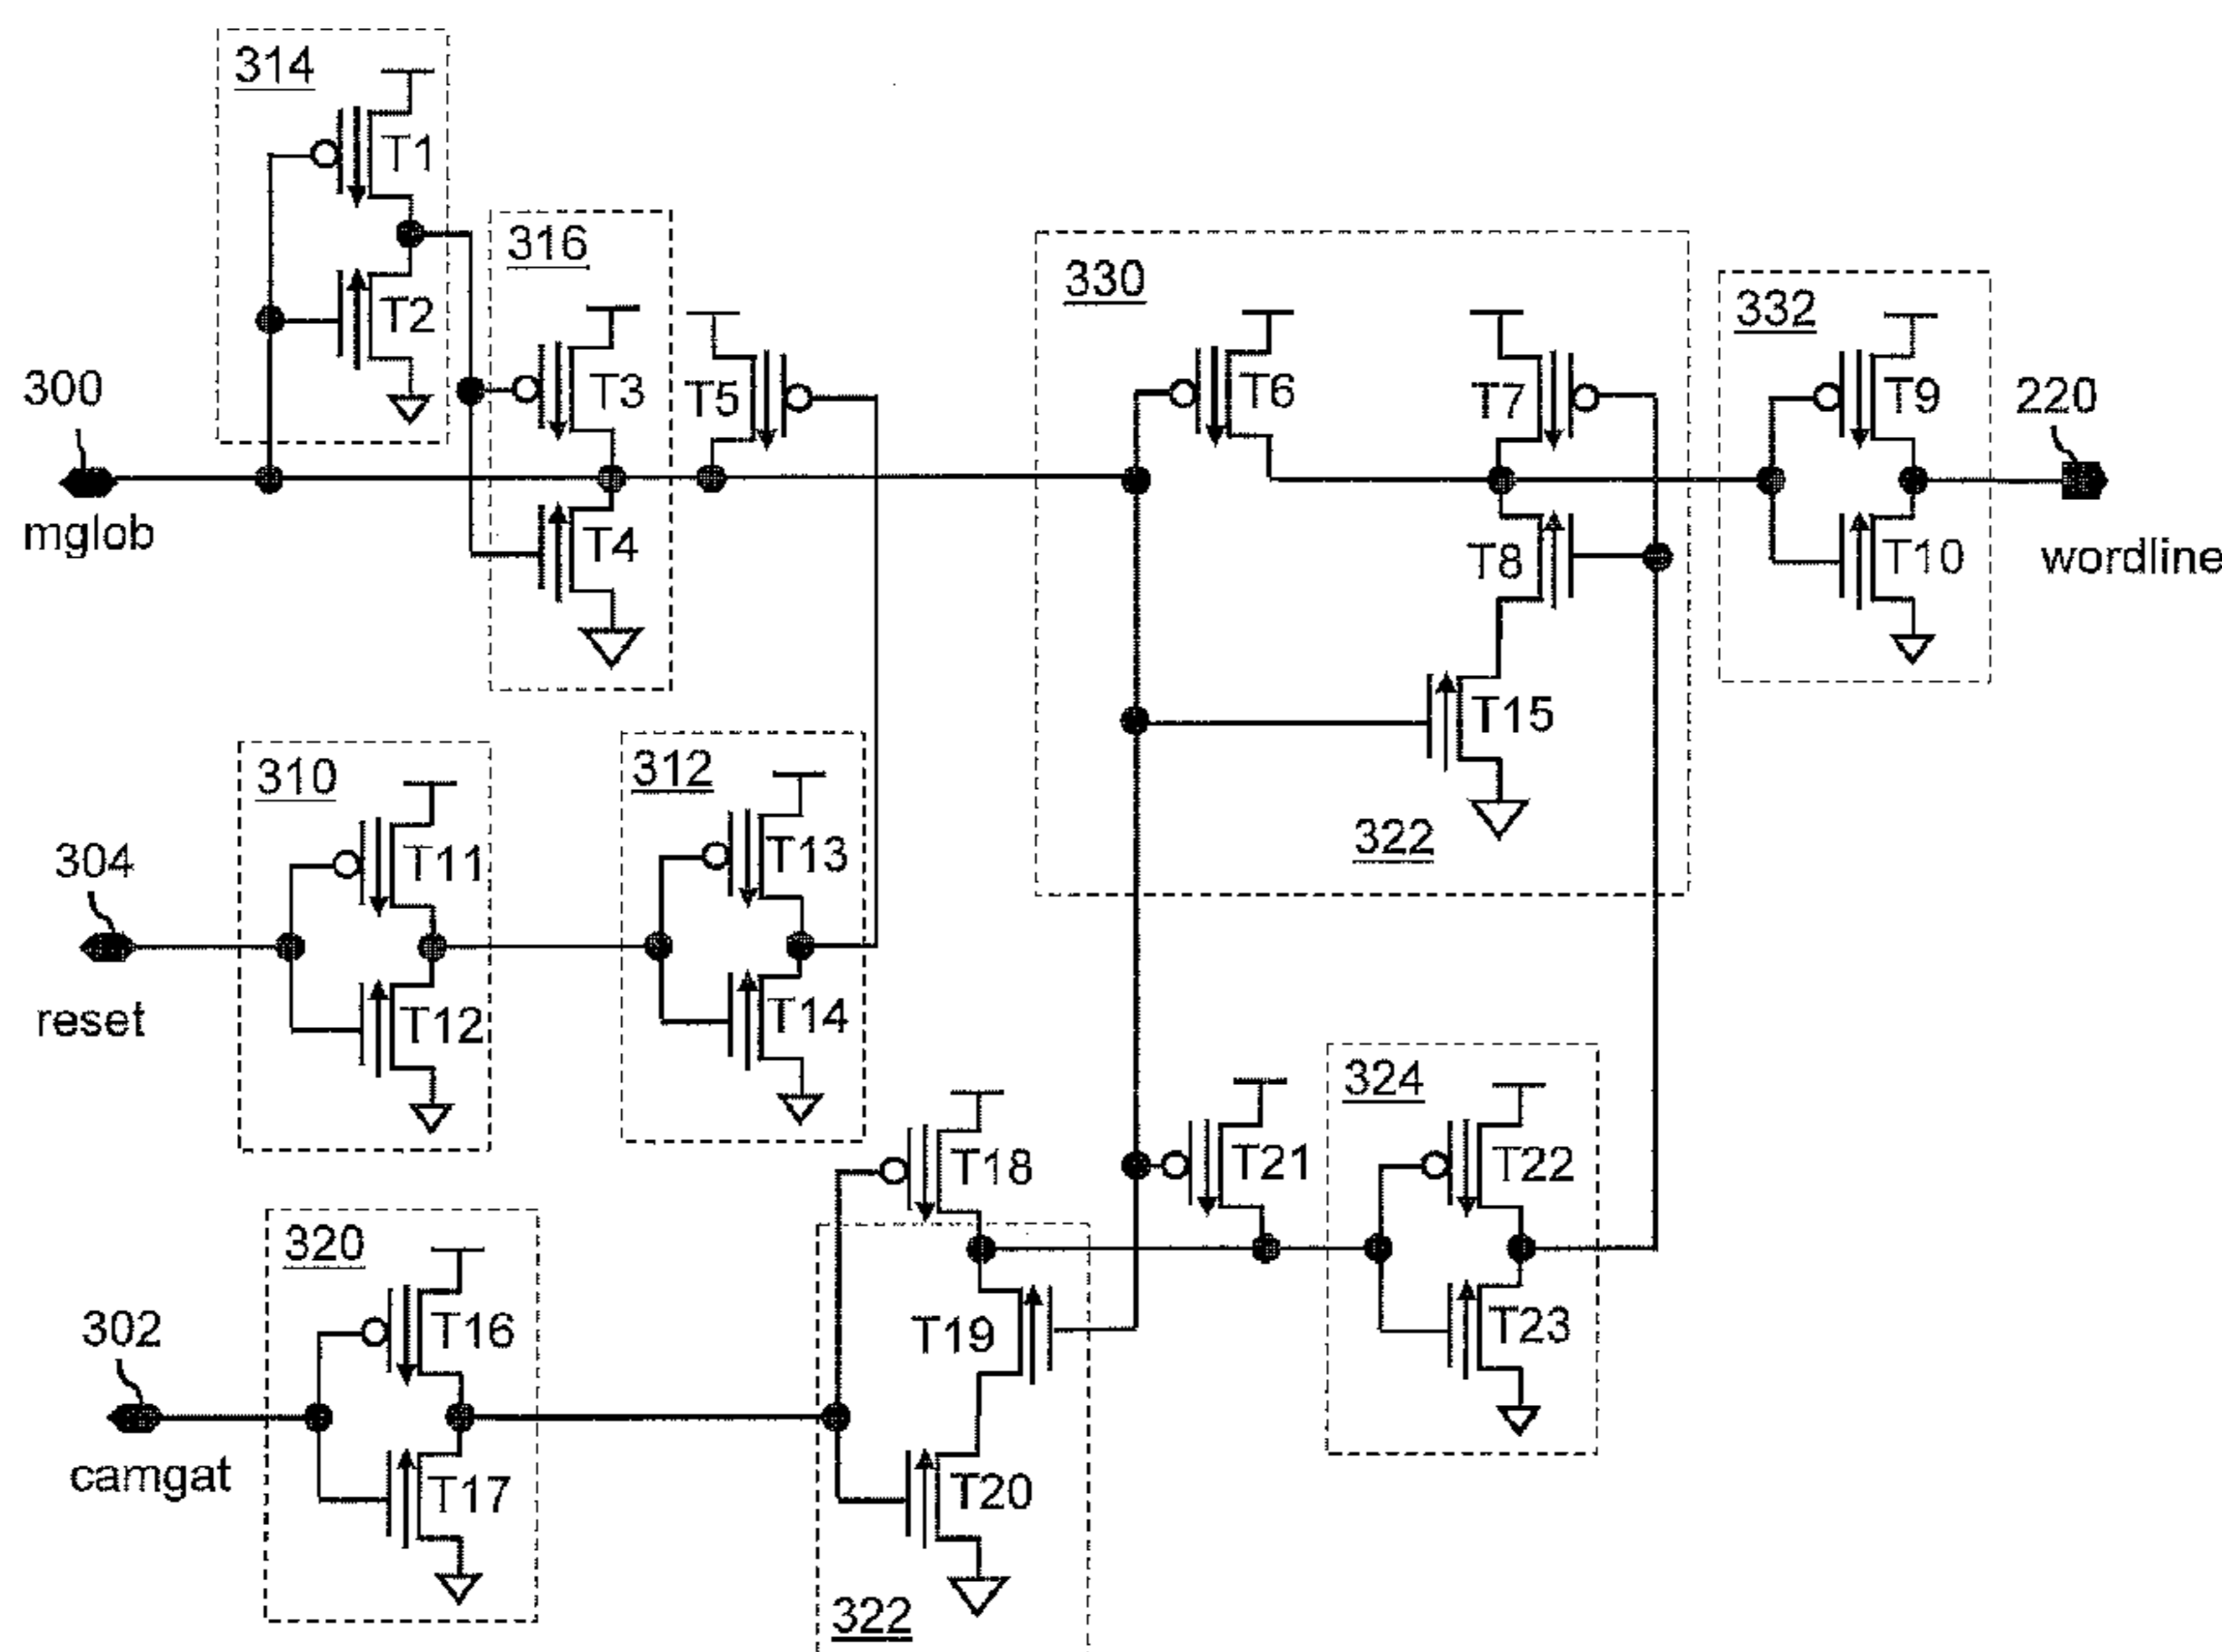 314
T1
316
T2
330
332
300
T3
T5
T6
T7
T9
220
mglob
T4
T8
T10
wordline
310
312
T15
304
T11
T13
322
reset
T12
T14
324
T18
T21
T22
320
302
T16
T19
T23
camgat
T17
T20
322